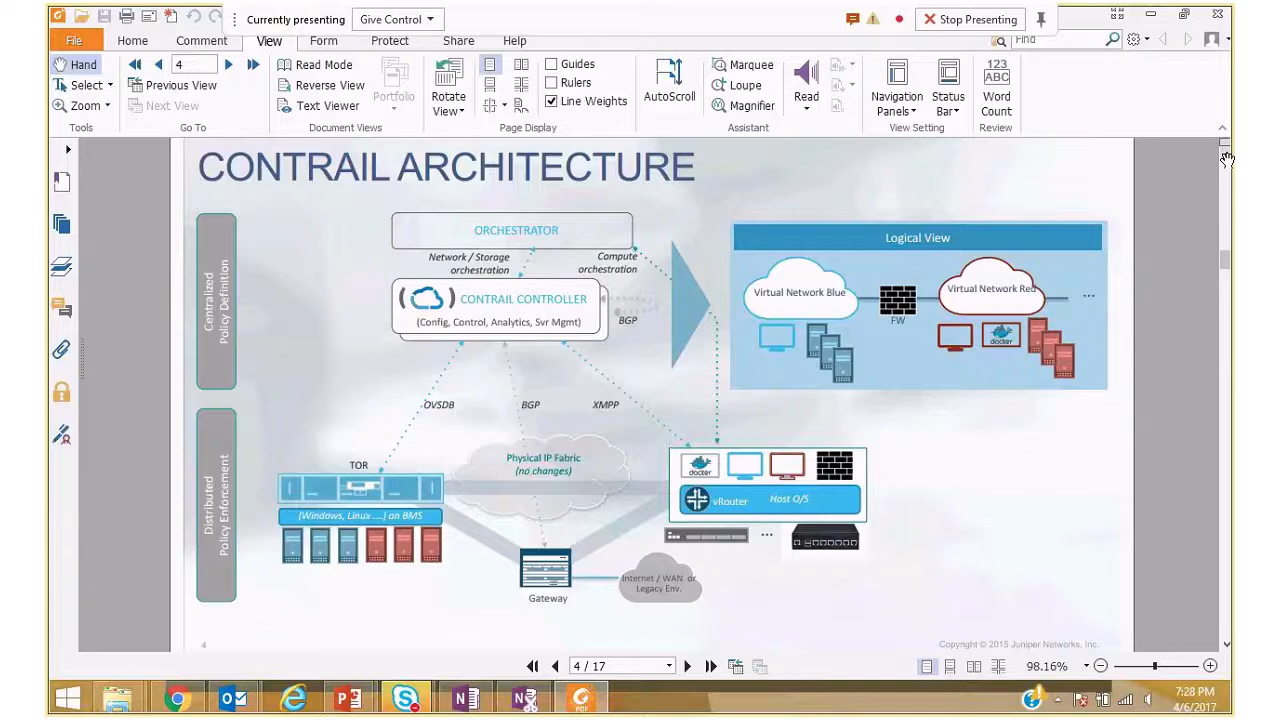 Currently presenting
Give Control
Stop Presenting
File
Home
Comment
View
Form
Protect
Share
Help
Find
Hand
4
Select
Previous View
Zoom
Next View
Tools
Go To
Read Mode
Reverse View
Text Viewer
Portfolio
Document Views
Rotate
View
Guides
Rulers
Line Weights
Page Display
AutoScroll
Marquee
Loupe
Magnifier
Read
Assistant
Navigation
Panels
Status
Bar
View Setting
123
ABC
Word
Count
Review
CONTRAIL ARCHITECTURE
Centralized
Policy Definition
ORCHESTRATOR
Network / Storage
orchestration
Compute
orchestration
CONTRAIL CONTROLLER
(Config, Control, Analytics, Svr Mgmt)
BGP
Logical View
Virtual Network Blue
FW
Virtual Network Red
docker
...
Distributed
Policy Enforcement
OVSDB
BGP
XMPP
TOR
(Windows, Linux ....) on BMS
Physical IP Fabric
(no changes)
docker
vRouter
Host O/S
...
Gateway
Internet / WAN or
Legacy Env.
4
Copyright © 2015 Juniper Networks, Inc.
4 / 17
98.16%
PDF
7:28 PM
4/6/2017